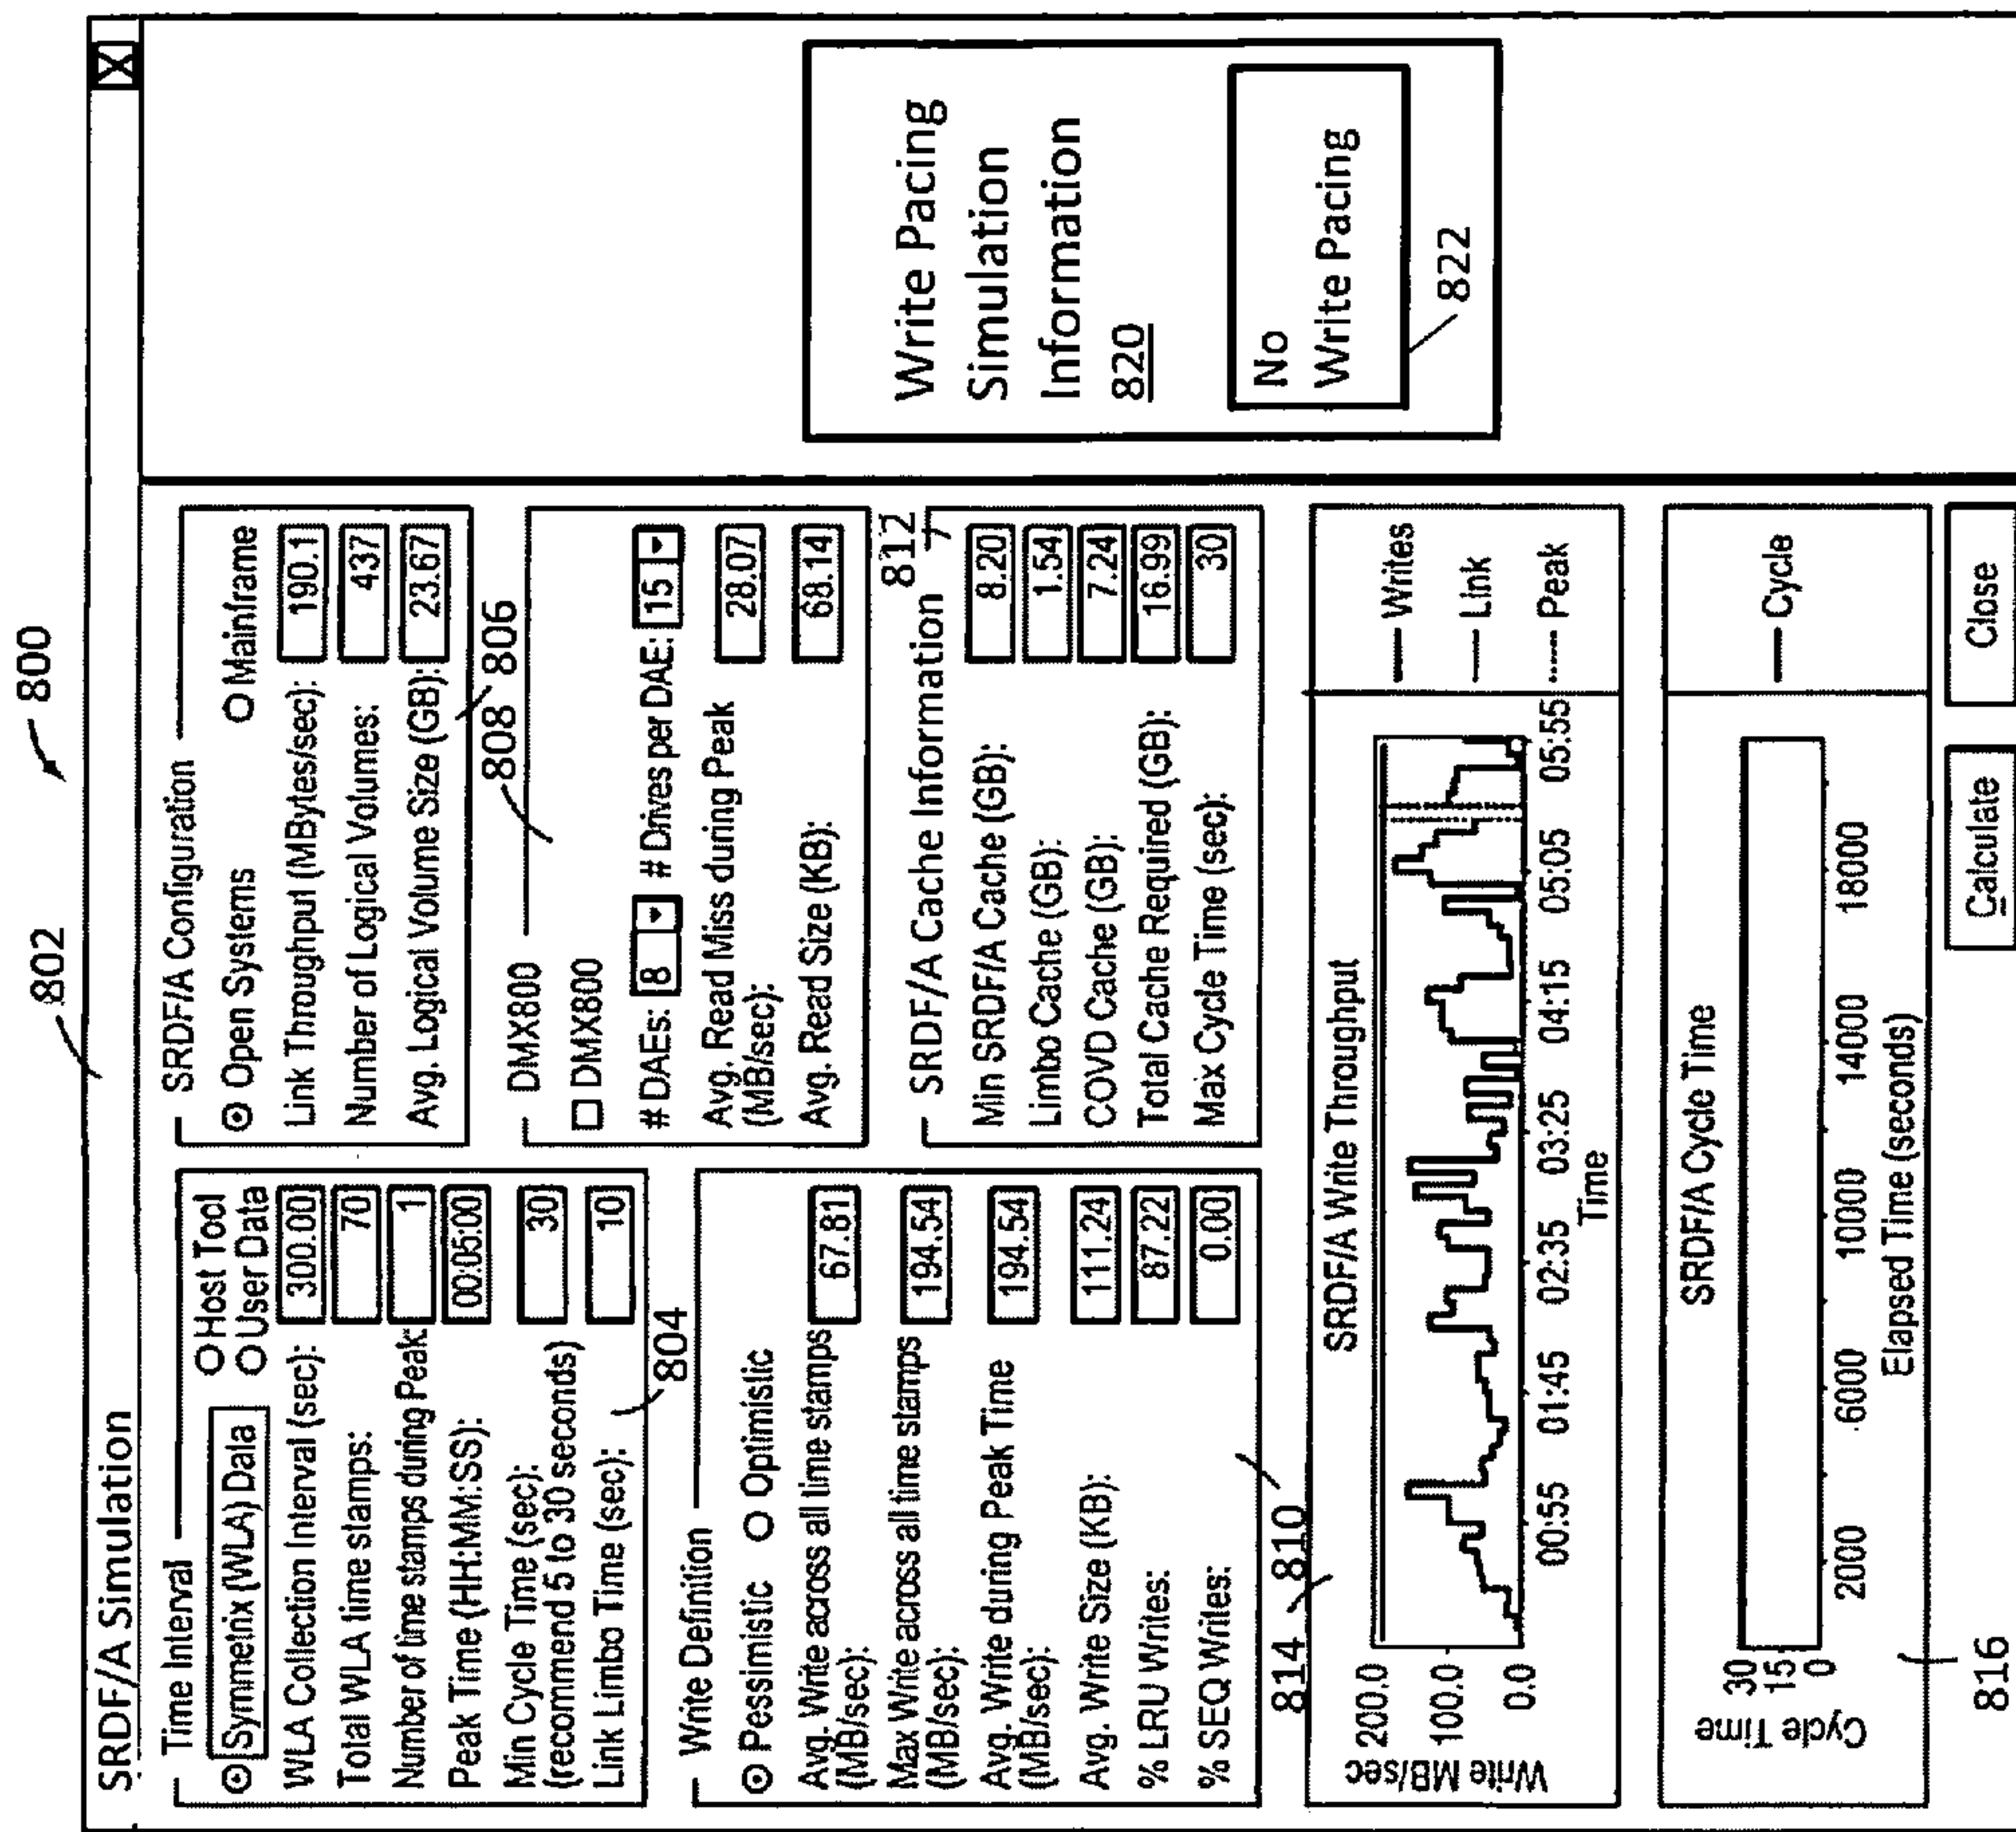 800
802
SRDF/A Simulation
X
Time Interval
Symmetrix (WLA) Data
Host Tool
User Data
WLA Collection Interval (sec): 300.00
Total WLA time stamps: 70
Number of time stamps during Peak: 1
Peak Time (HH:MM:SS): 00:05:00
Min Cycle Time (sec): 30
(recommend 5 to 30 seconds)
Link Limbo Time (sec): 10
804
SRDF/A Configuration
Open Systems Mainframe
Link Throughput (MBytes/sec): 190.1
Number of Logical Volumes: 437
Avg. Logical Volume Size (GB): 23.67
806
808
DMX800
DMX800
# DAEs: 8 # Drives per DAE: 15
Avg. Read Miss during Peak
(MB/sec): 28.07
Avg. Read Size (KB): 68.14
Write Definition
Pessimistic Optimistic
Avg. Write across all time stamps
(MB/sec): 67.81
Max Write across all time stamps
(MB/sec): 194.54
Avg. Write during Peak Time
(MB/sec): 194.54
Avg. Write Size (KB): 111.24
% LRU Writes: 87.22
% SEQ Writes: 0.00
810
812
SRDF/A Cache Information
Min SRDF/A Cache (GB): 8.20
Limbo Cache (GB): 1.54
COVD Cache (GB): 7.24
Total Cache Required (GB): 16.99
Max Cycle Time (sec): 30
814
SRDF/A Write Throughput
Write MB/sec
200.0
100.0
0.0
00:55 01:45 02:35 03:25 04:15 05:05 05:55
Time
Writes
Link
Peak
SRDF/A Cycle Time
Cycle Time
30
15
0
2000 6000 10000 14000 18000
Elapsed Time (seconds)
Cycle
816
Calculate Close
Write Pacing
Simulation
Information
820
No
Write Pacing
822